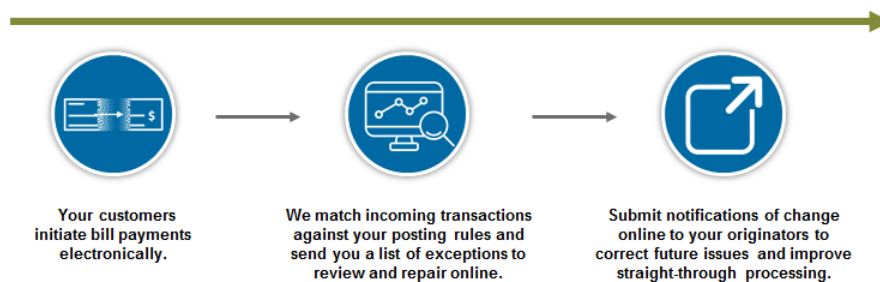 $
Your customers
initiate bill payments
electronically.
We match incoming transactions
against your posting rules and
send you a list of exceptions to
review and repair online.
Submit notifications of change
online to your originators to
correct future issues and improve
straight-through processing.